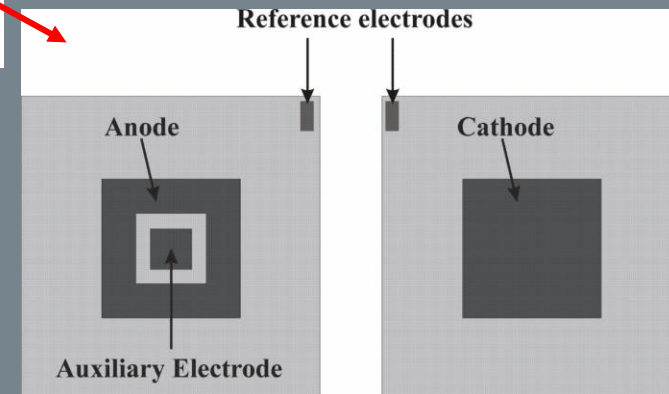 Reference electrodes
Anode
Cathode
Auxiliary Electrode